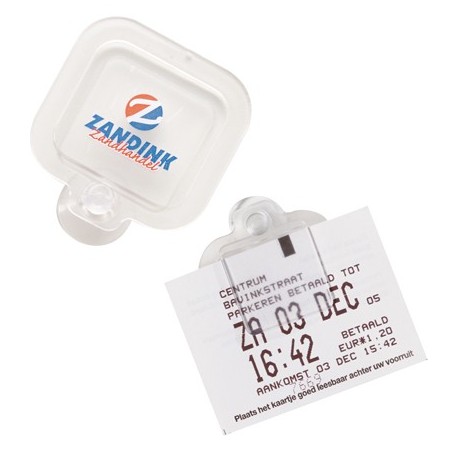 ZANDINK
Zandhandel
CENTRUM
BAVINKSTRAAT
PARKEREN BETAALD TOT
ZA 03 DEC 05
16:42
BETAALD
EUR*1.20
AANKOMST 03 DEC 15:42
7669
Plaats het kaartje goed leesbaar achter uw voorruit